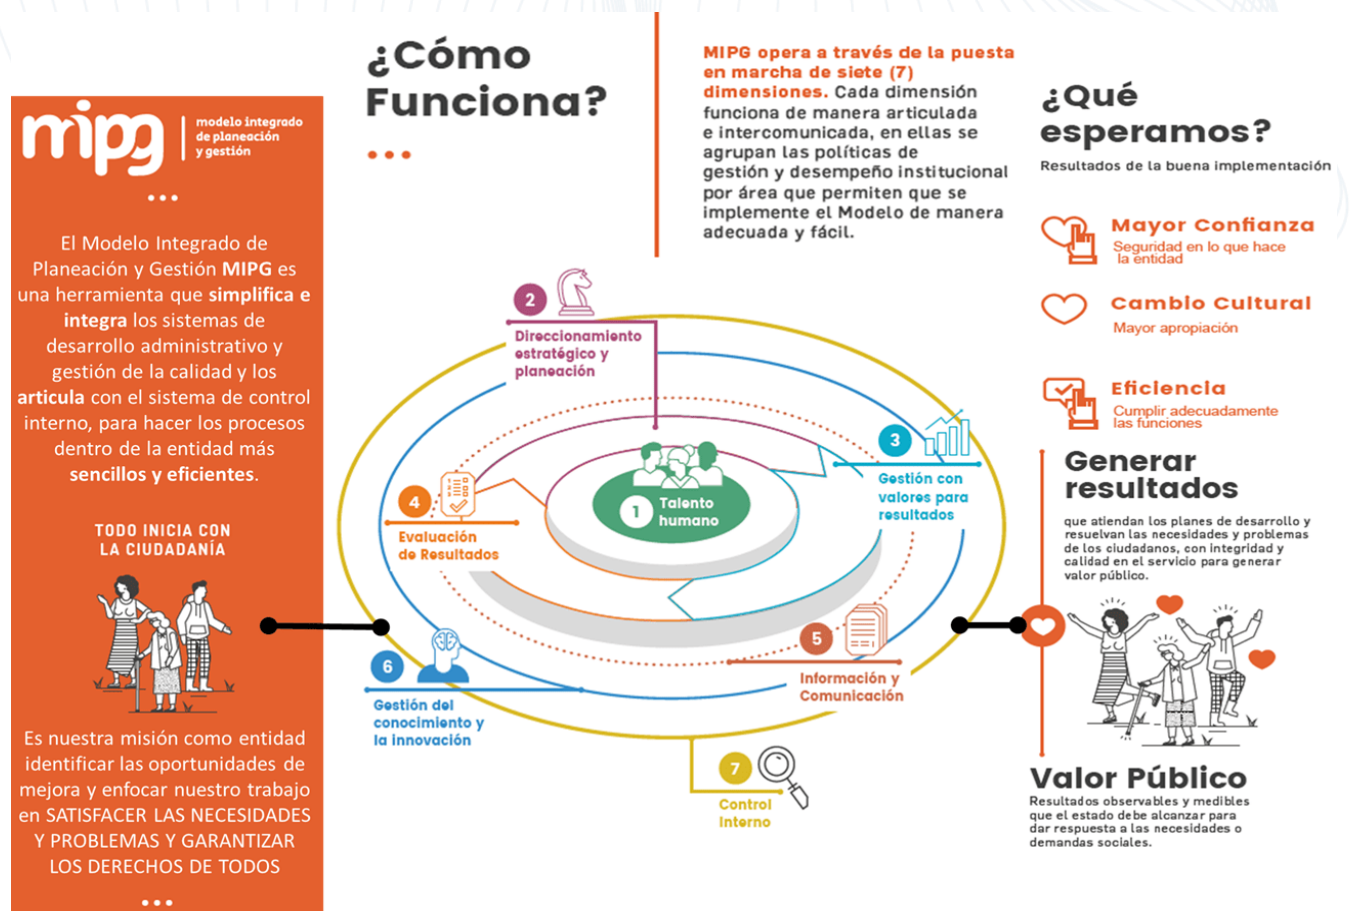 mipg
modelo integrado
de planeación
y gestión
El Modelo Integrado de
Planeación y Gestión MIPG es
una herramienta que simplifica e
integra los sistemas de
desarrollo administrativo y
gestión de la calidad y los
articula con el sistema de control
interno, para hacer los procesos
dentro de la entidad más
sencillos y eficientes.
TODO INICIA CON
LA CIUDADANÍA
Es nuestra misión como entidad
identificar las oportunidades de
mejora y enfocar nuestro trabajo
en SATISFACER LAS NECESIDADES
Y PROBLEMAS Y GARANTIZAR
LOS DERECHOS DE TODOS
¿Cómo
Funciona?
MIPG opera a través de la puesta
en marcha de siete (7)
dimensiones. Cada dimensión
funciona de manera articulada
e intercomunicada, en ellas se
agrupan las políticas de
gestión y desempeño institucional
por área que permiten que se
implemente el Modelo de manera
adecuada y fácil.
1
Talento
humano
2
Direccionamiento
estratégico y
planeación
3
Gestión con
valores para
resultados
4
Evaluación
de Resultados
5
Información y
Comunicación
6
Gestión del
conocimiento y
la innovación
7
Control
Interno
¿Qué
esperamos?
Resultados de la buena implementación
Mayor Confianza
Seguridad en lo que hace
la entidad
Cambio Cultural
Mayor apropiación
Eficiencia
Cumplir adecuadamente
las funciones
Generar
resultados
que atiendan los planes de desarrollo y
resuelvan las necesidades y problemas
de los ciudadanos, con integridad y
calidad en el servicio para generar
valor público.
Valor Público
Resultados observables y medibles
que el estado debe alcanzar para
dar respuesta a las necesidades o
demandas sociales.